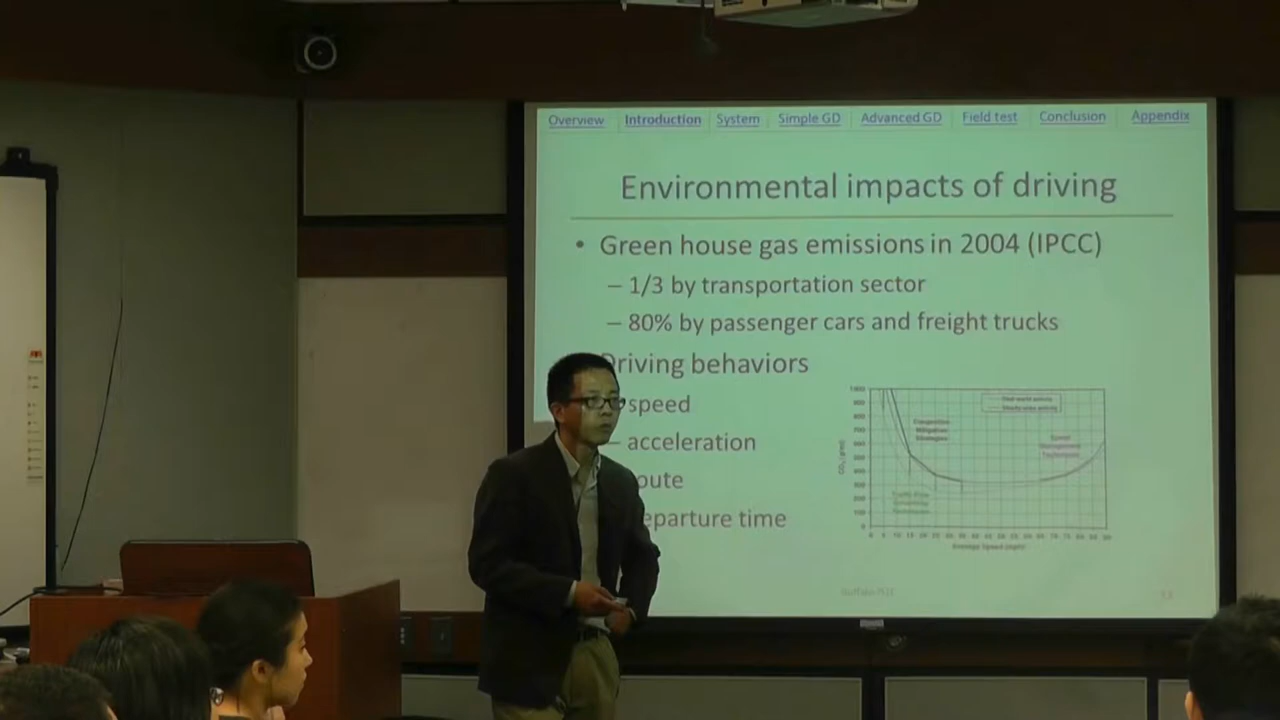 Overview Introduction System Simple GD Advanced GD Field test Conclusion Appendix
Environmental impacts of driving
• Green house gas emissions in 2004 (IPCC)
– 1/3 by transportation sector
– 80% by passenger cars and freight trucks
Driving behaviors
speed
– acceleration
oute
eparture time